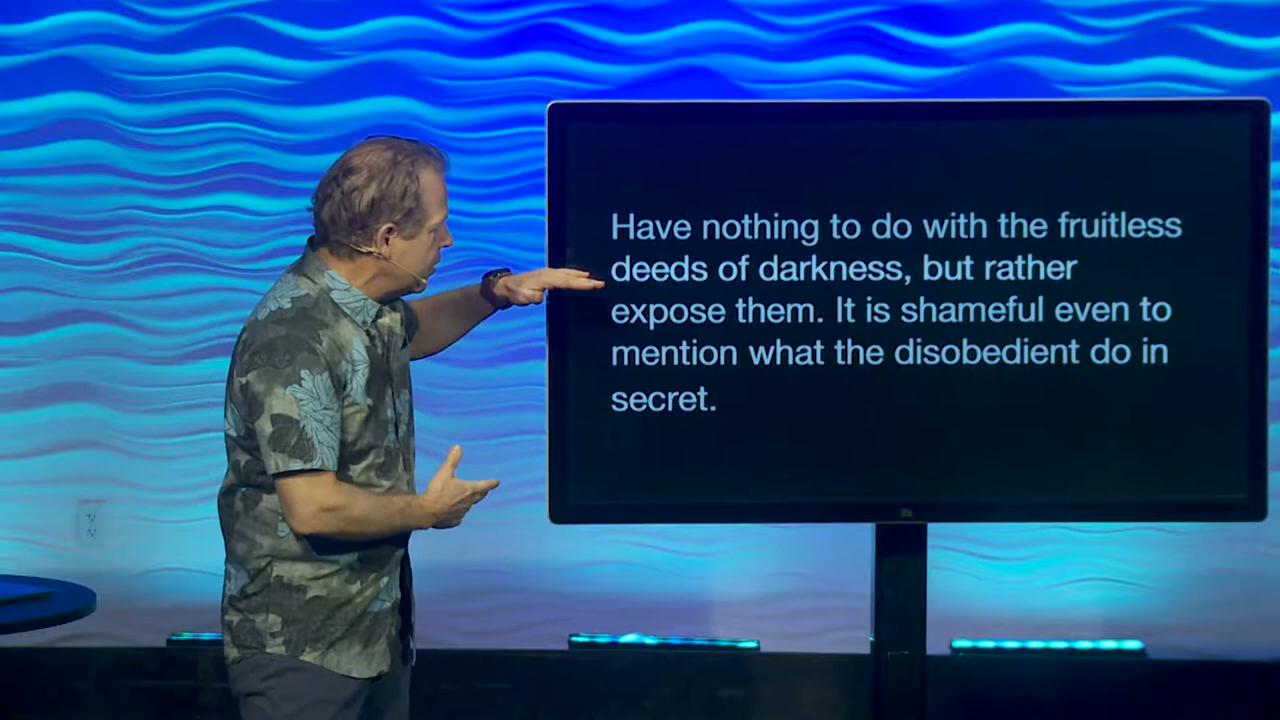 Have nothing to do with the fruitless
deeds of darkness, but rather
expose them. It is shameful even to
mention what the disobedient do in
secret.